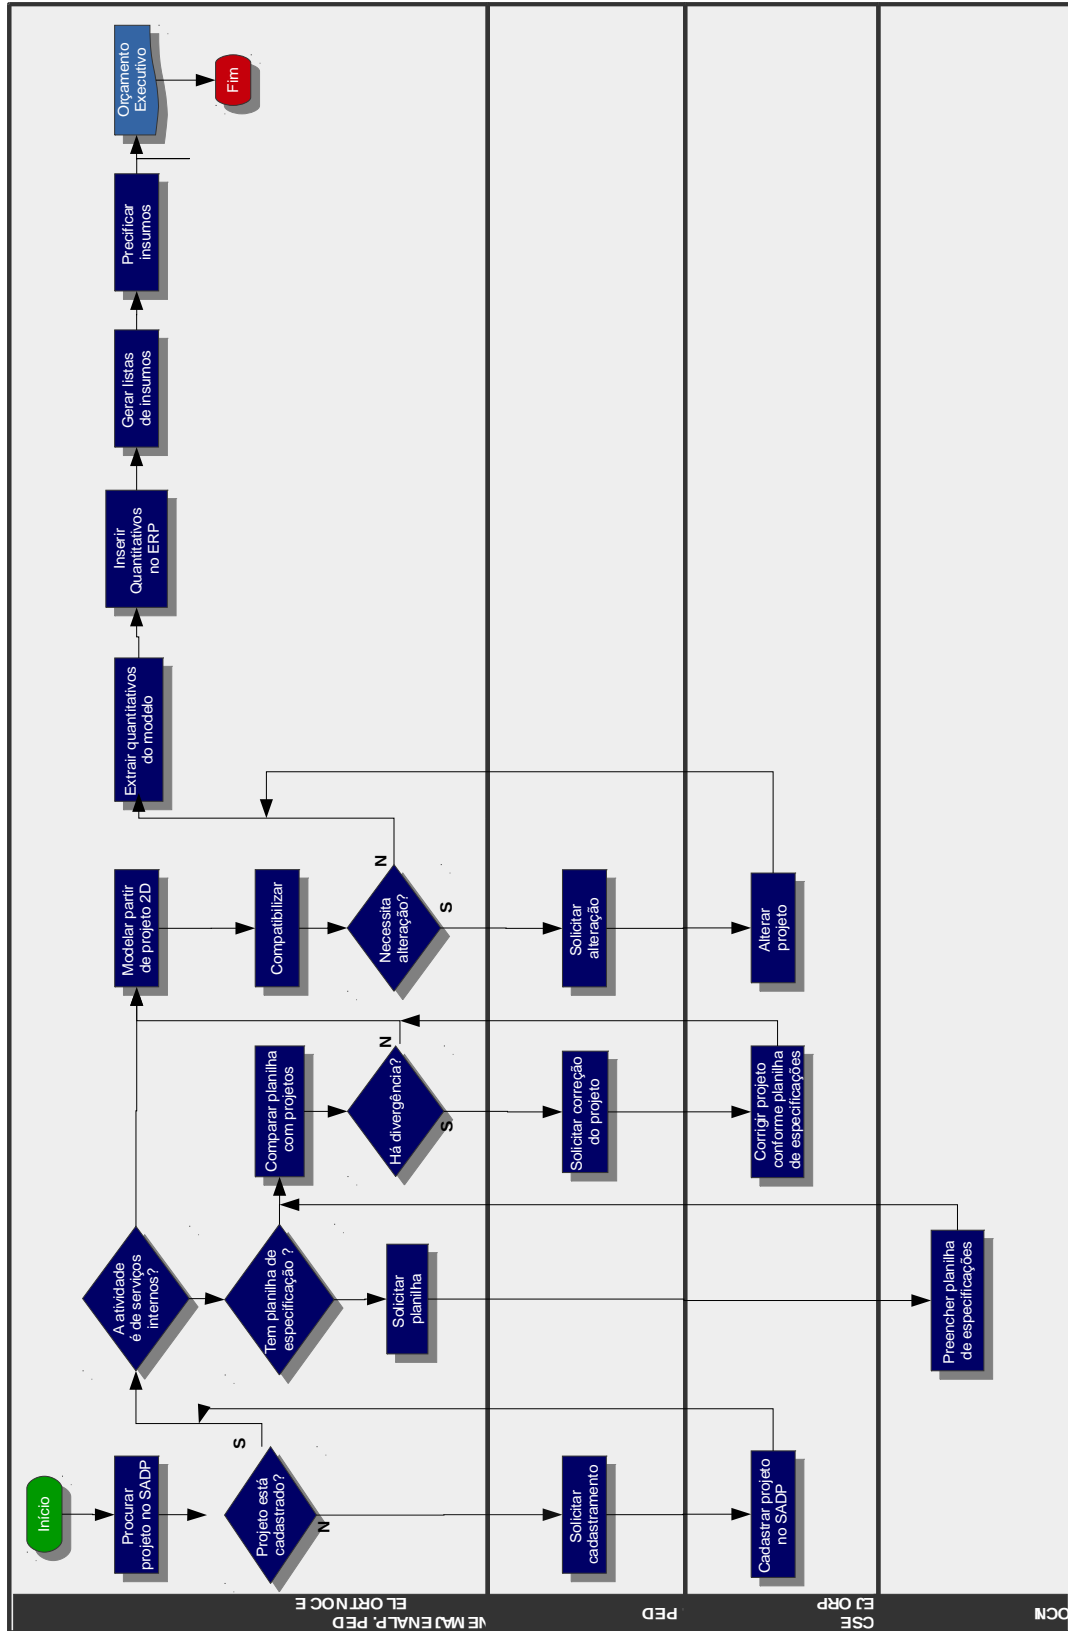 Início
Procurar
projeto no SADP
Projeto está
cadastrado?
S
N
Solicitar
cadastramento
Cadastrar projeto
no SADP
A atividade
é de serviços
internos?
Tem planilha de
especificação ?
Solicitar
planilha
Preencher planilha
de especificações
Comparar planilha
com projetos
Há divergência?
N
S
Solicitar correção
do projeto
Corrigir projeto
conforme planilha
de especificações
Modelar partir
de projeto 2D
Compatibilizar
Necessita
alteração?
N
S
Solicitar
alteração
Alterar
projeto
Extrair quantitativos
do modelo
Inserir
Quantitativos
no ERP
Gerar listas
de insumos
Precificar
insumos
Orçamento
Executivo
Fim